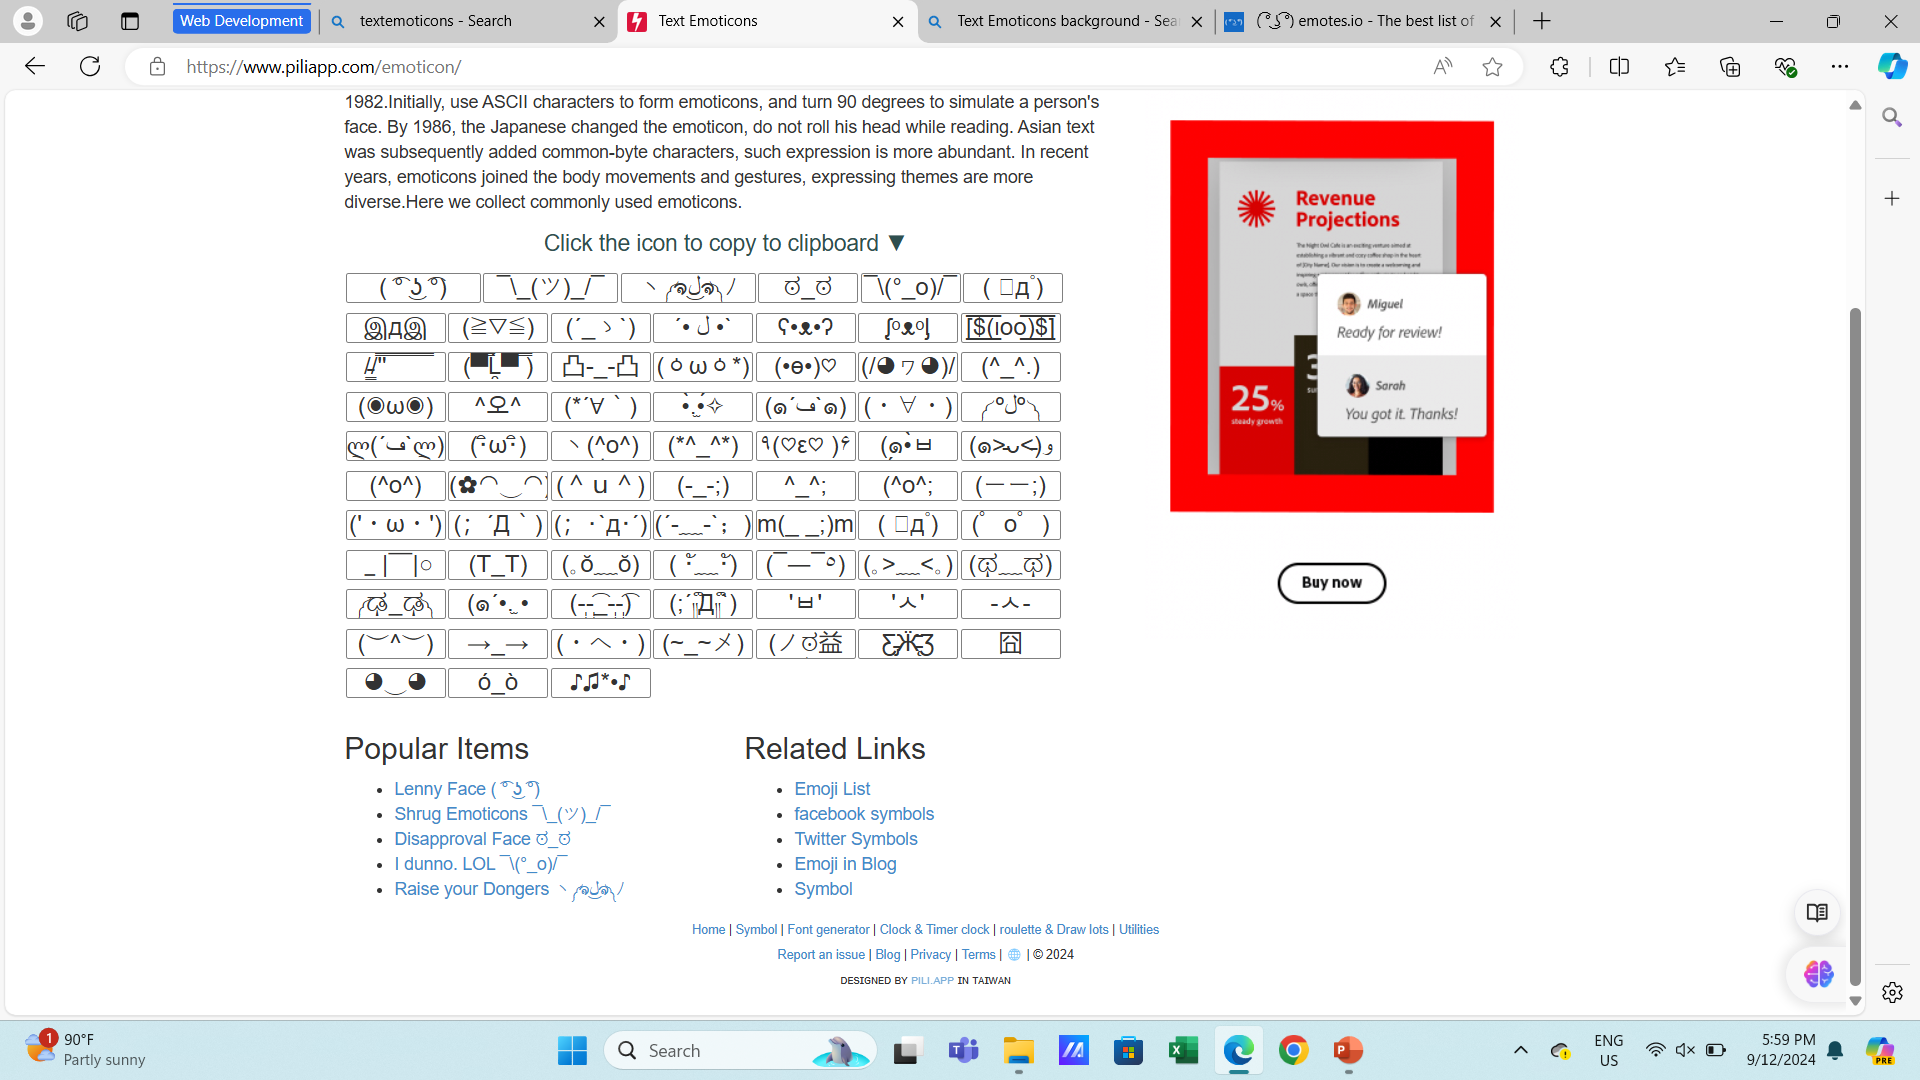 Web Development
textemoticons - Search
Text Emoticons
Text Emoticons background - Sea
( ͡° ͜ʖ ͡°) emotes.io - The best list of
https://www.piliapp.com/emoticon/
1982.Initially, use ASCII characters to form emoticons, and turn 90 degrees to simulate a person's
face. By 1986, the Japanese changed the emoticon, do not roll his head while reading. Asian text
was subsequently added common-byte characters, such expression is more abundant. In recent
years, emoticons joined the body movements and gestures, expressing themes are more
diverse.Here we collect commonly used emoticons.
Click the icon to copy to clipboard ▼
( ͡° ͜ʖ ͡°) ¯\_(ツ)_/¯ ヽ༼ຈل͜ຈ༽ﾉ ಠ_ಠ ¯\(°_o)/¯
இдஇ (≧▽≦) (´_ゝ`) ´• ل •` ʕ•ᴥ•ʔ ʃᵒᴥᵒʅ [̲̅$̲̅(̲̅ιοο̲̅)̲̅$̲̅]
凸-_-凸 (•ɵ•)♡ (/◕ヮ◕)/ (^_^.)
(◉ω◉) ^오^ (*´∀｀) (๑´ڡ`๑) (・∀・) ༼ºلº༽
ლ(´ڡ`ლ) ヽ(^o^) (*^_^*) ٩(♡ε♡ )۶
(^o^) (✿◠‿◠) (＾ｕ＾) (-_-;) ^_^; (^o^; (ーー;)
('・ω・') (；´Д｀) (；･`д･´) (´-﹏-`；) m(_ _;)m (ﾟοﾟ)
_|￣|○ (T_T) (｡ŏ﹏ŏ) (｡>﹏<｡) (ಥ﹏ಥ)
༼ಥ_ಥ༽ 'ㅂ' 'ㅅ' -ㅅ-
(︶^︶) →_→ (・へ・) (~_~メ) (ノಠ益 Ƹ̵̡Ӝ̵̨̄Ʒ 囧
◕‿◕ ó_ò ♪♫*•♪
Revenue
Projections
Miguel
Ready for review!
Sarah
You got it. Thanks!
25%
steady growth
Buy now
Popular Items
Lenny Face ( ͡° ͜ʖ ͡°)
Shrug Emoticons ¯\_(ツ)_/¯
Disapproval Face ಠ_ಠ
I dunno. LOL ¯\(°_o)/¯
Raise your Dongers ヽ༼ຈل͜ຈ༽ﾉ
Related Links
Emoji List
facebook symbols
Twitter Symbols
Emoji in Blog
Symbol
Home | Symbol | Font generator | Clock & Timer clock | roulette & Draw lots | Utilities
Report an issue | Blog | Privacy | Terms | 🌐 | © 2024
DESIGNED BY PILI.APP IN TAIWAN
1
90°F
Partly sunny
Search
ENG
US
5:59 PM
9/12/2024
PRE